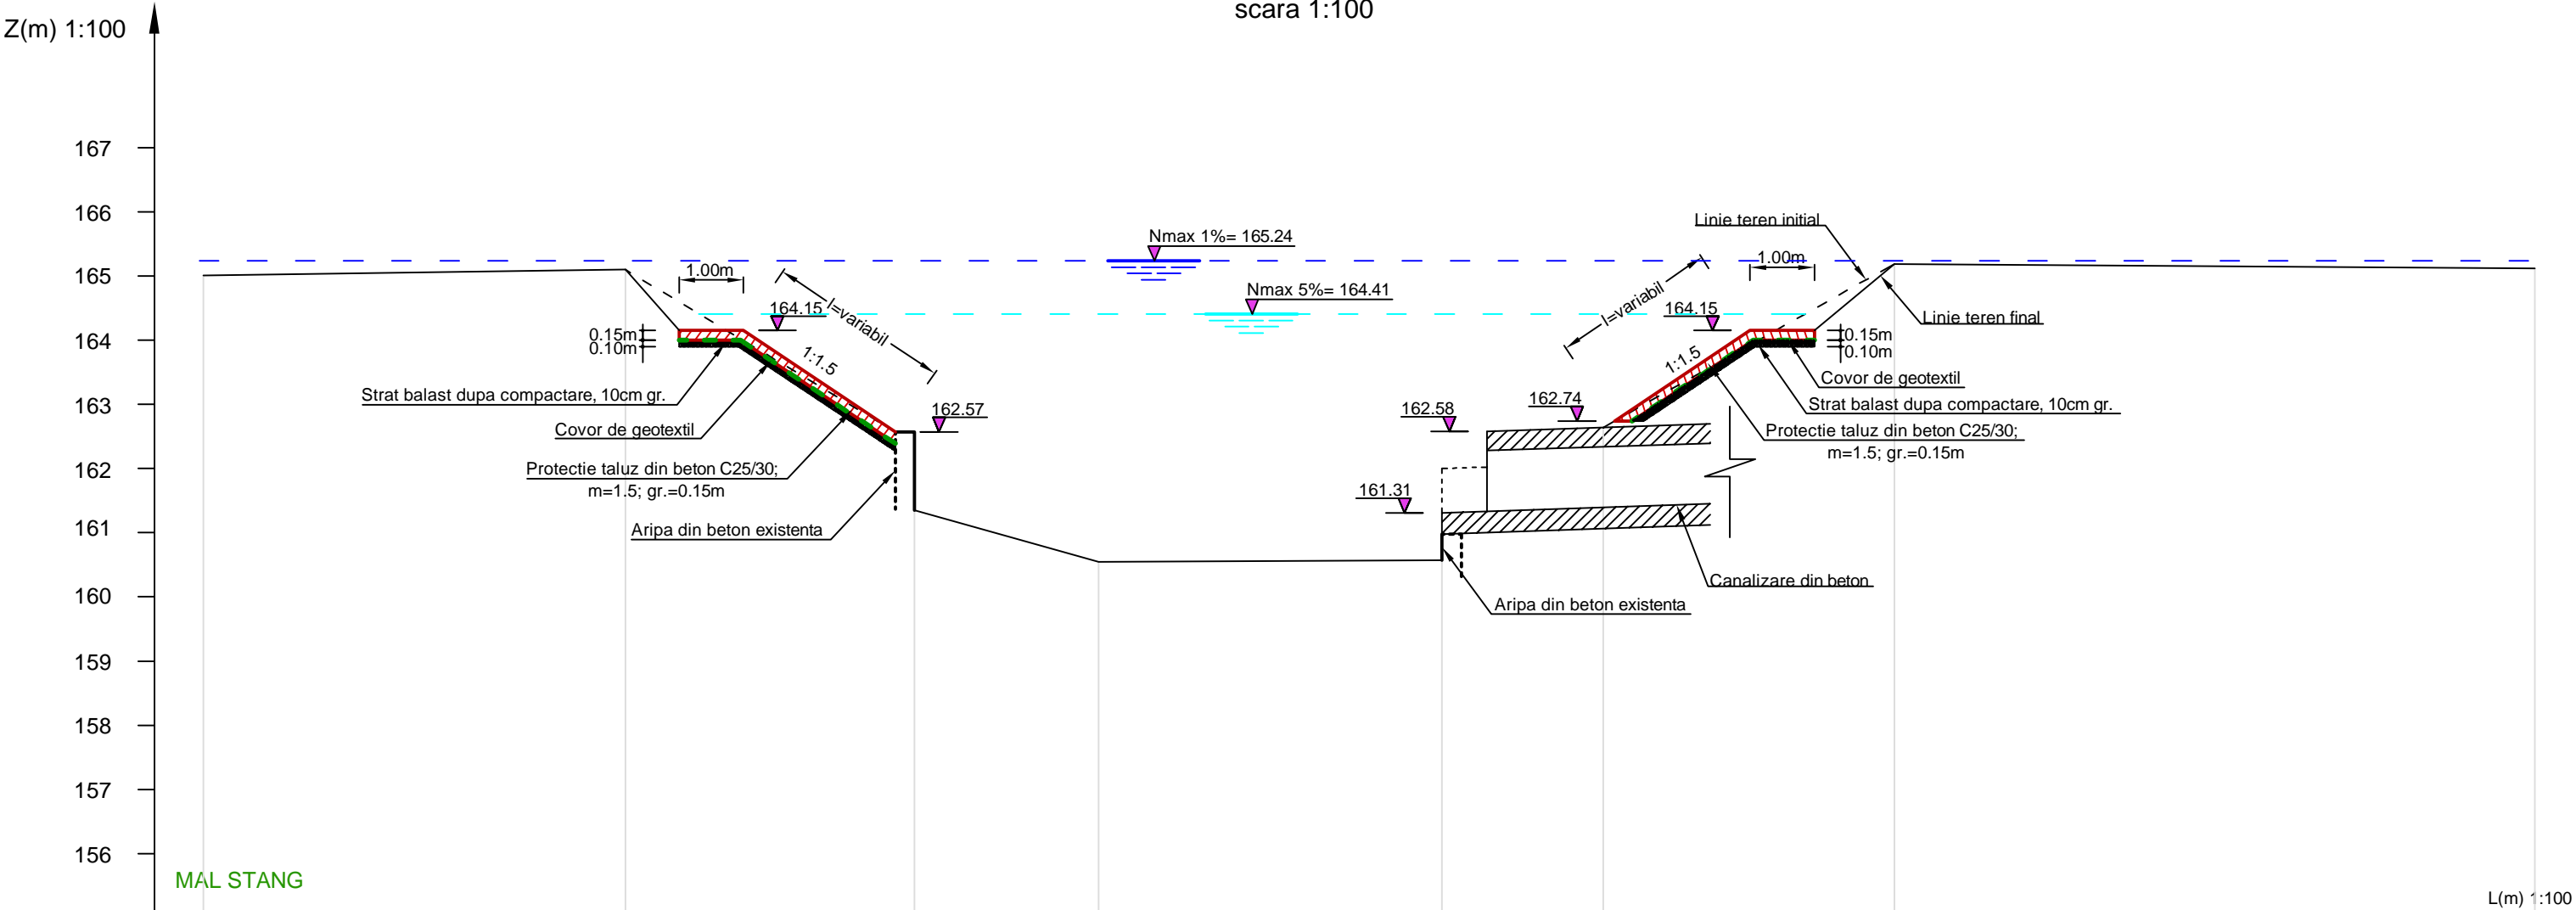 scara 1:100
Z(m) 1:100
167
166
165
164
163
162
161
160
159
158
157
156
Nmax 1%= 165.24
Nmax 5%= 164.41
1.00m
164.15
l=variabil
0.15m
0.10m
1:1.5
Strat balast dupa compactare, 10cm gr.
162.57
Covor de geotextil
Protectie taluz din beton C25/30;
m=1.5; gr.=0.15m
Aripa din beton existenta
Linie teren initial
1.00m
l=variabil
164.15
Linie teren final
0.15m
0.10m
1:1.5
Covor de geotextil
Strat balast dupa compactare, 10cm gr.
162.58
162.74
Protectie taluz din beton C25/30;
m=1.5; gr.=0.15m
161.31
Canalizare din beton
Aripa din beton existenta
MAL STANG
L(m) 1:100